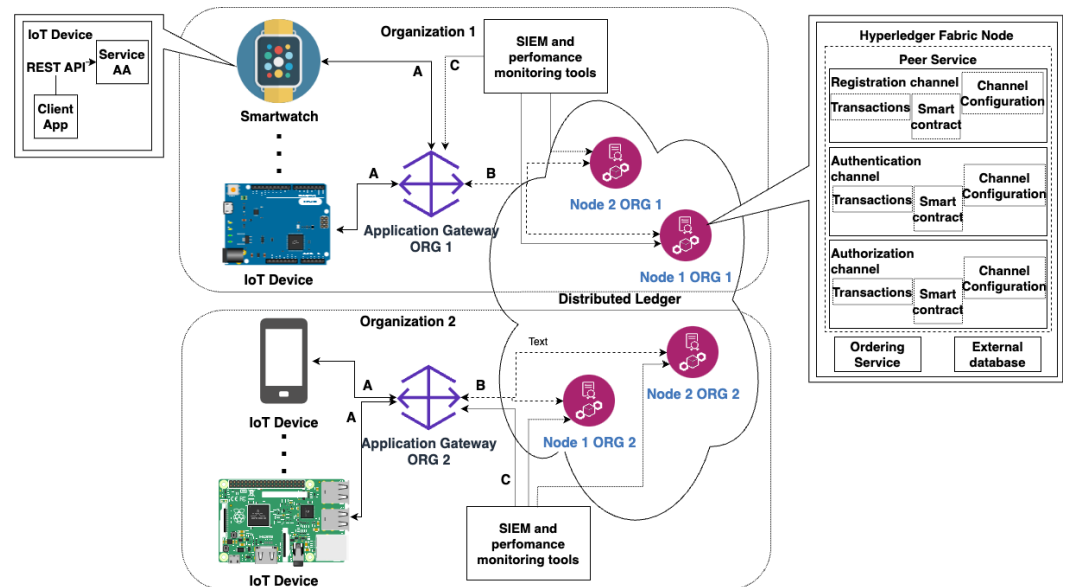 IoT Device
REST API
Service
AA
Client
App
Smartwatch
Organization 1
A
C
SIEM and
perfomance
monitoring tools
A
B
Application Gateway
ORG 1
IoT Device
Node 2 ORG 1
Node 1 ORG 1
Distributed Ledger
Hyperledger Fabric Node
Peer Service
Registration channel
Transactions
Smart
contract
Channel
Configuration
Authentication
channel
Transactions
Smart
contract
Channel
Configuration
Authorization
channel
Transactions
Smart
contract
Channel
Configuration
Ordering
Service
External
database
Organization 2
IoT Device
A
A
B
Text
Application Gateway
ORG 2
Node 2 ORG 2
Node 1 ORG 2
C
SIEM and
perfomance
monitoring tools
IoT Device